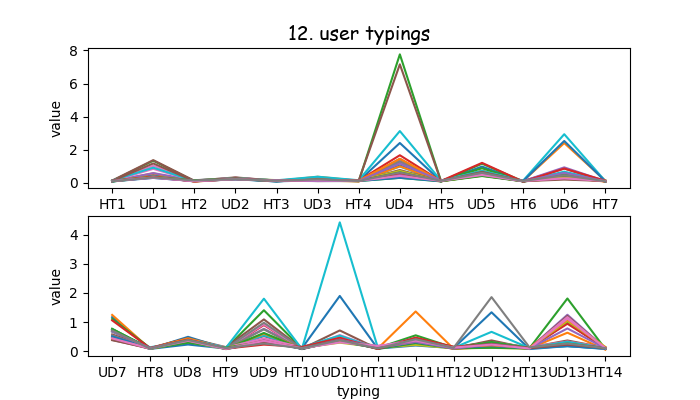 12. user typings
8
6
4
2
0
value
HT1 UD1 HT2 UD2 HT3 UD3 HT4 UD4 HT5 UD5 HT6 UD6 HT7
4
3
2
1
0
value
UD7 HT8 UD8 HT9 UD9 HT10 UD10 HT11 UD11 HT12 UD12 HT13 UD13 HT14
typing